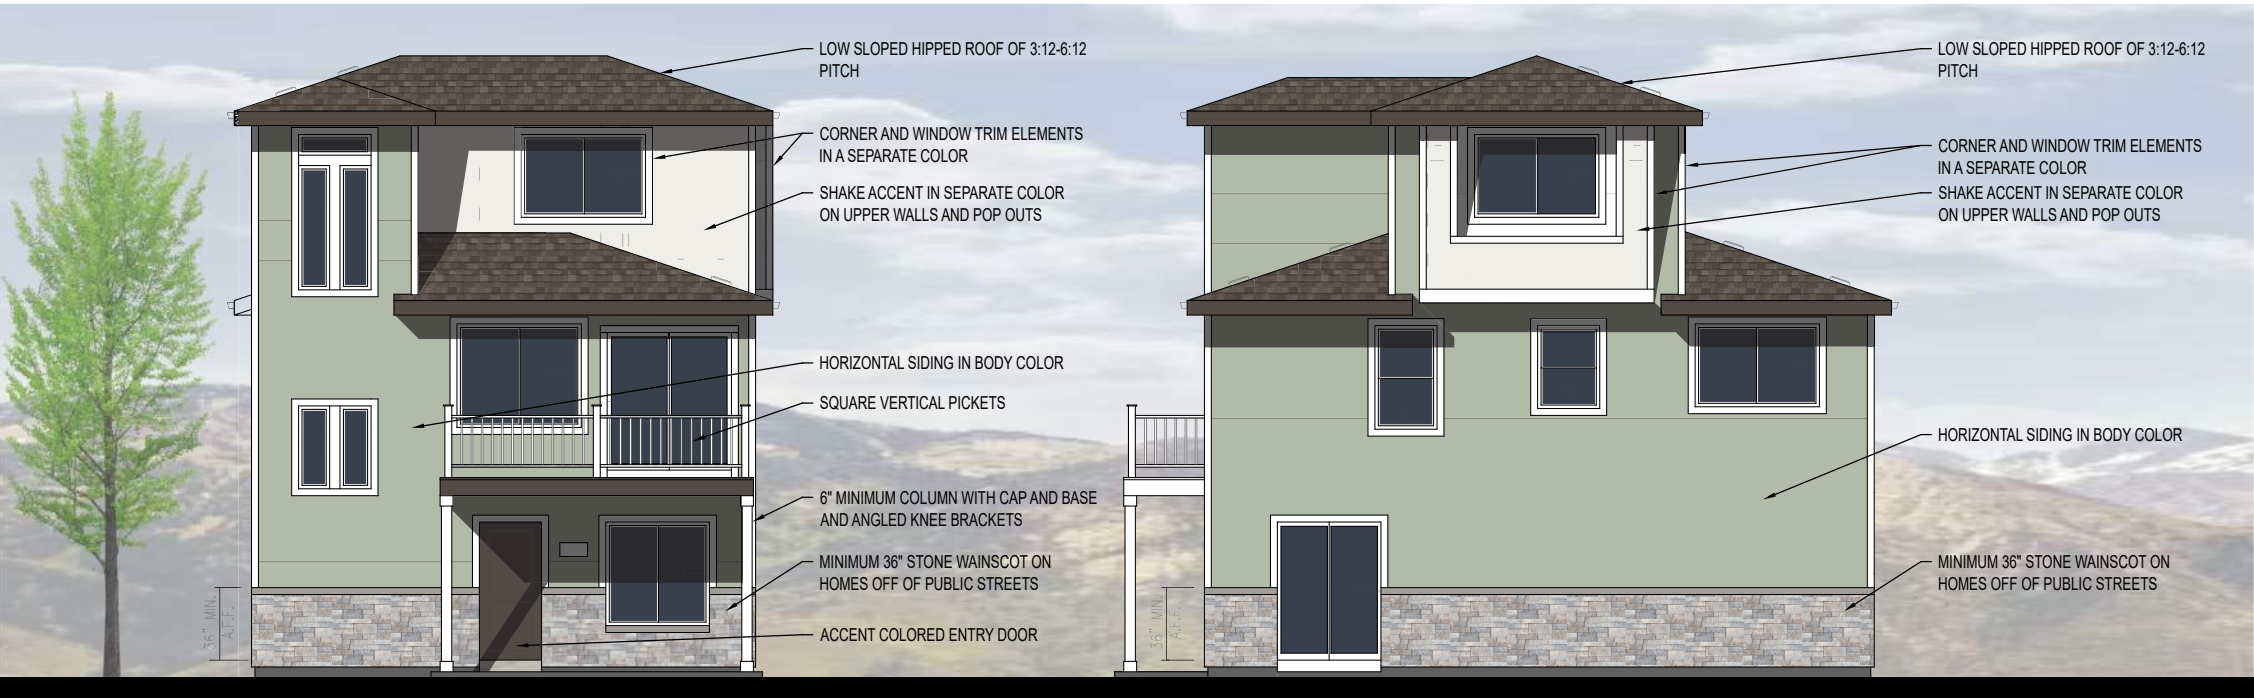 LOW SLOPED HIPPED ROOF OF 3:12-6:12
PITCH
CORNER AND WINDOW TRIM ELEMENTS
IN A SEPARATE COLOR
SHAKE ACCENT IN SEPARATE COLOR
ON UPPER WALLS AND POP OUTS
HORIZONTAL SIDING IN BODY COLOR
SQUARE VERTICAL PICKETS
6" MINIMUM COLUMN WITH CAP AND BASE
AND ANGLED KNEE BRACKETS
MINIMUM 36" STONE WAINSCOT ON
HOMES OFF OF PUBLIC STREETS
ACCENT COLORED ENTRY DOOR
36" MIN.
A.F.F.
LOW SLOPED HIPPED ROOF OF 3:12-6:12
PITCH
CORNER AND WINDOW TRIM ELEMENTS
IN A SEPARATE COLOR
SHAKE ACCENT IN SEPARATE COLOR
ON UPPER WALLS AND POP OUTS
HORIZONTAL SIDING IN BODY COLOR
MINIMUM 36" STONE WAINSCOT ON
HOMES OFF OF PUBLIC STREETS
36" MIN.
A.F.F.